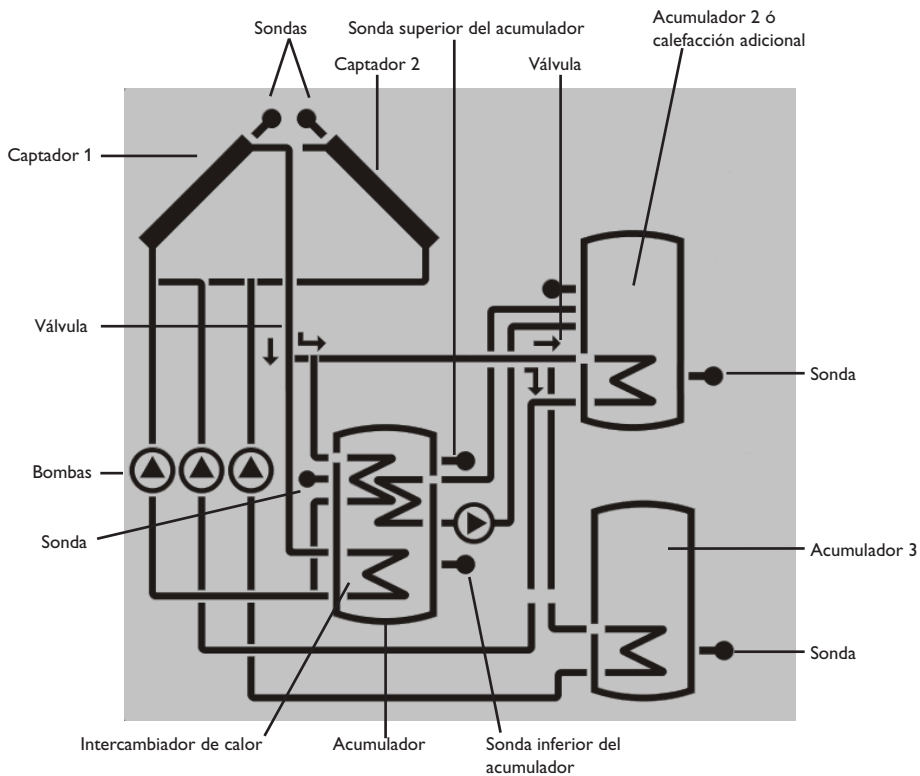 Acumulador 2 ó
calefacción adicional
Sondas
Sonda superior del acumulador
Captador 2
Válvula
Captador 1
Válvula
Sonda
Bombas
Sonda
Acumulador 3
Sonda
Intercambiador de calor
Acumulador
Sonda inferior del
acumulador